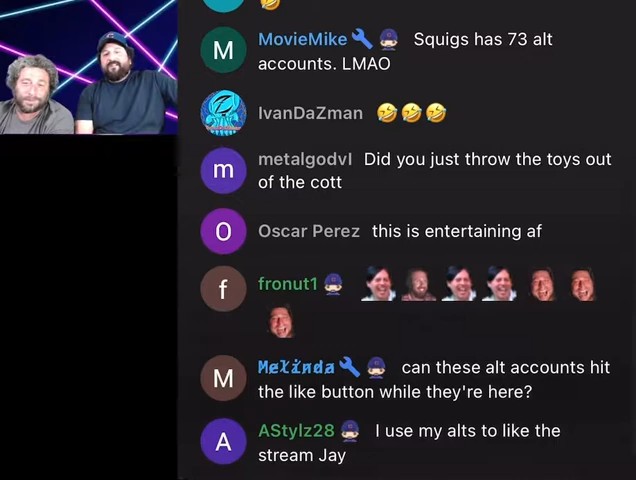 MovieMike Squigs has 73 alt
accounts. LMAO
IvanDaZman
metalgodvl Did you just throw the toys out
of the cott
Oscar Perez this is entertaining af
fronut1
Melinda can these alt accounts hit
the like button while they're here?
AStylz28 I use my alts to like the
stream Jay
M
m
O
f
M
A